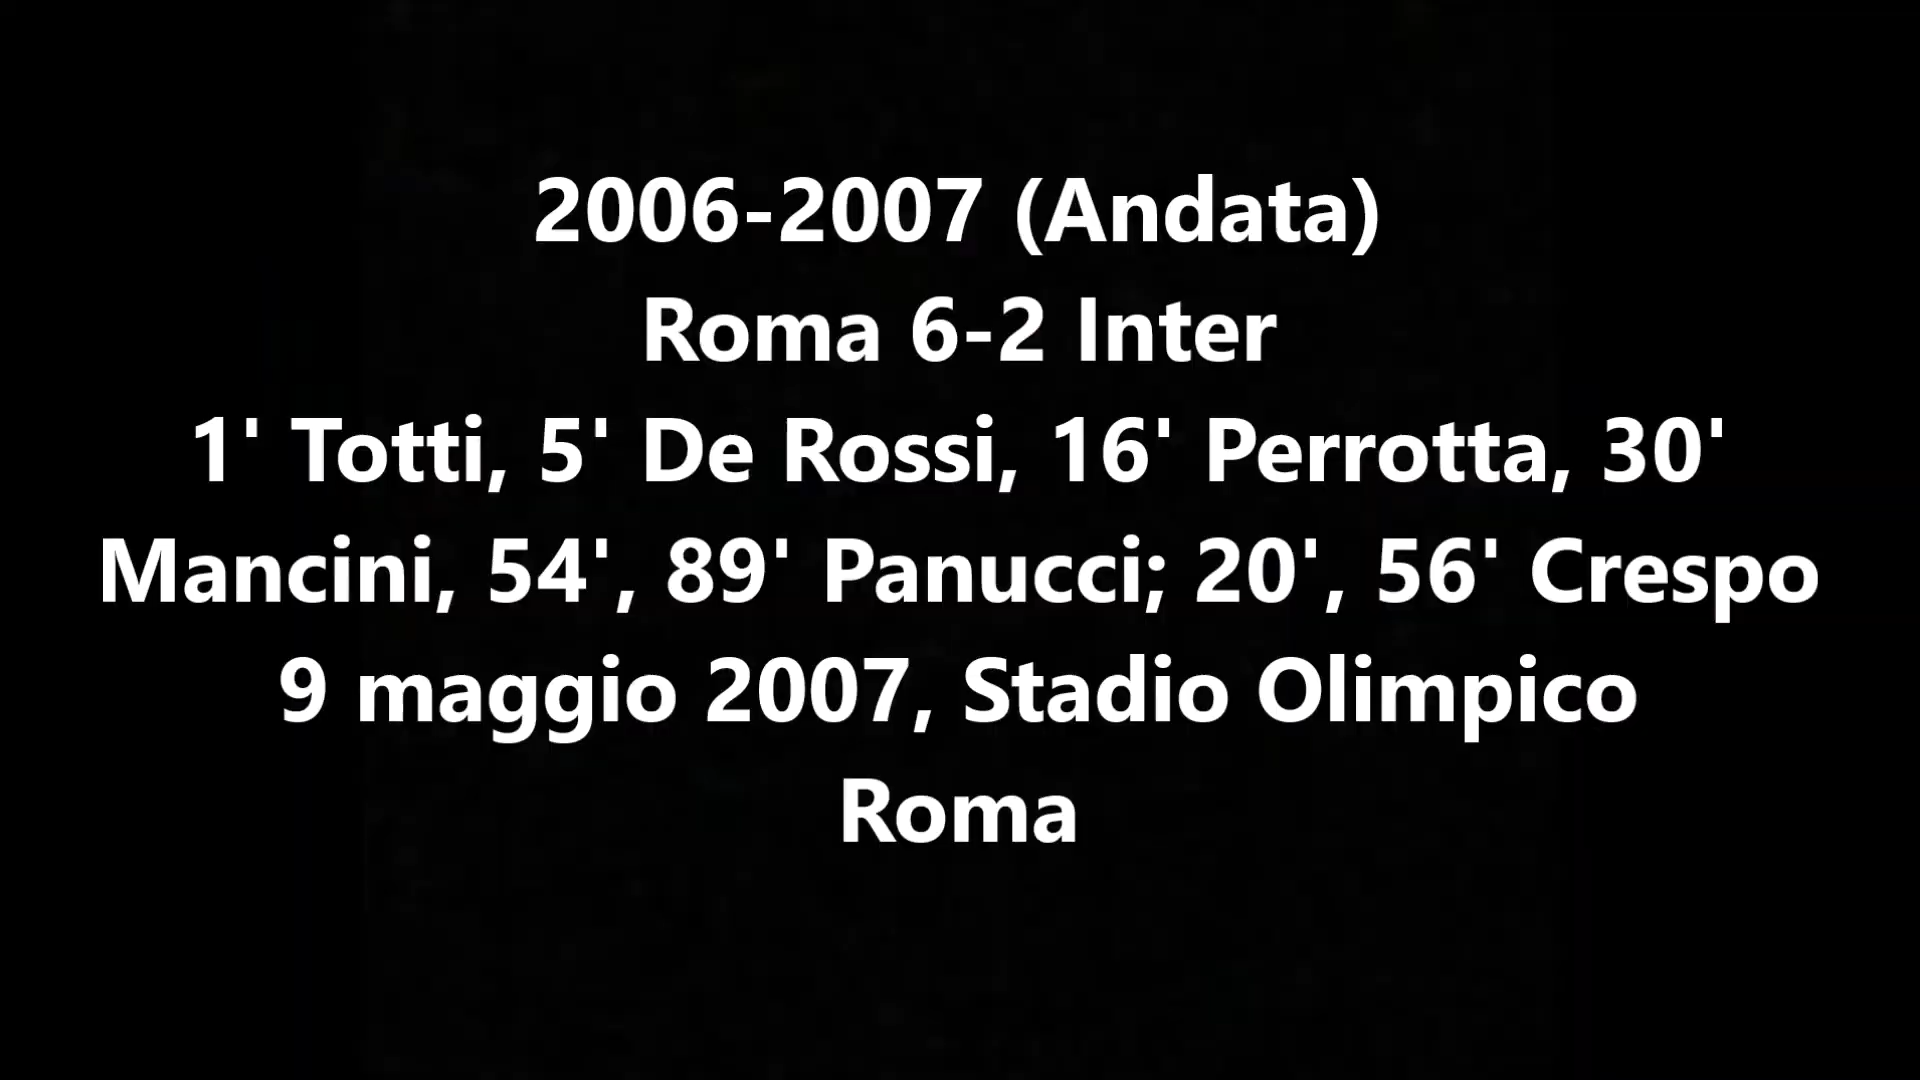 2006-2007 (Andata)
Roma 6-2 Inter
1' Totti, 5' De Rossi, 16' Perrotta, 30'
Mancini, 54', 89' Panucci; 20', 56' Crespo
9 maggio 2007, Stadio Olimpico
Roma